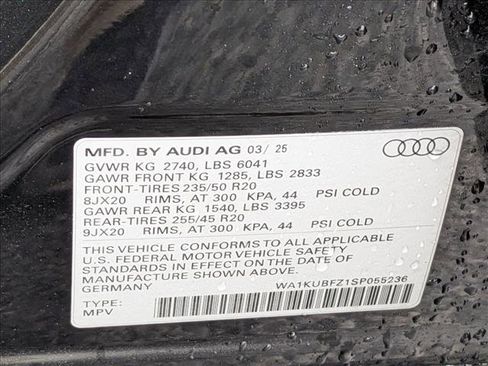 MFD. BY AUDI AG 03/ 25
GVWR KG 2740, LBS 6041
GAWR FRONT KG 1285, LBS 2833
FRONT-TIRES 235/50 R20
8JX20 RIMS, AT 300 KPA, 44 PSI COLD
GAWR REAR KG 1540, LBS 3395
REAR-TIRES 255/45 R20
9JX20 RIMS, AT 300 KPA, 44 PSI COLD
THIS VEHICLE CONFORMS TO ALL APPLICABLE
U.S. FEDERAL MOTOR VEHICLE SAFETY
STANDARDS IN EFFECT ON THE DATE OF
MANUFACTURE SHOWN ABOVE.
GERMANY
WA1KUBFZ1SP055236
TYPE:
MPV